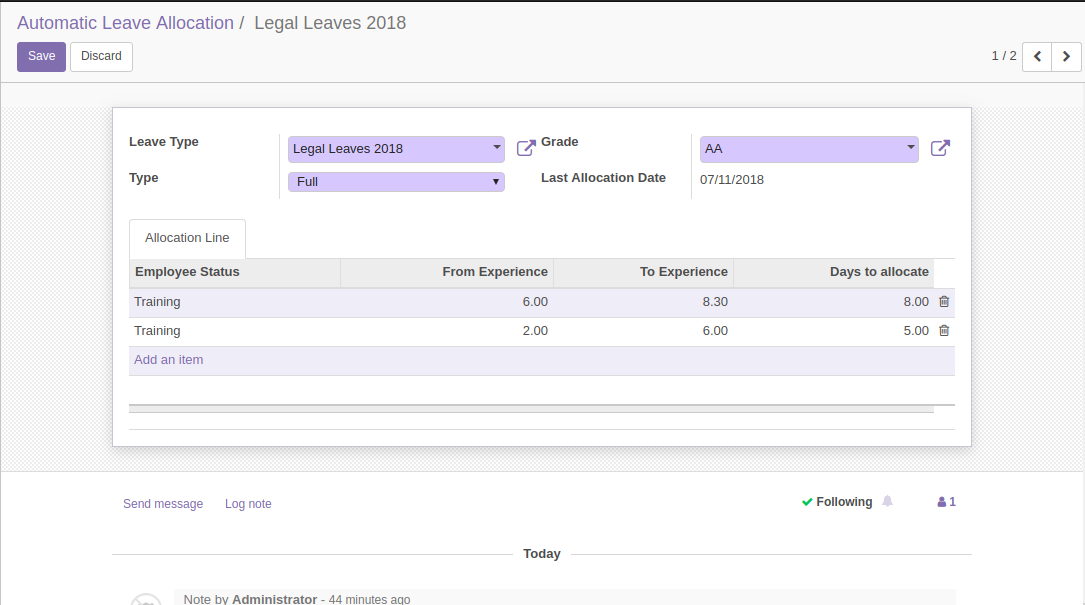 Automatic Leave Allocation / Legal Leaves 2018
Save Discard 1 / 2
Leave Type Legal Leaves 2018 Grade AA
Type Full Last Allocation Date 07/11/2018
Allocation Line
Employee Status From Experience To Experience Days to allocate
Training 6.00 8.30 8.00
Training 2.00 6.00 5.00
Add an item
Send message Log note Following 1
Today
Note by Administrator - 44 minutes ago